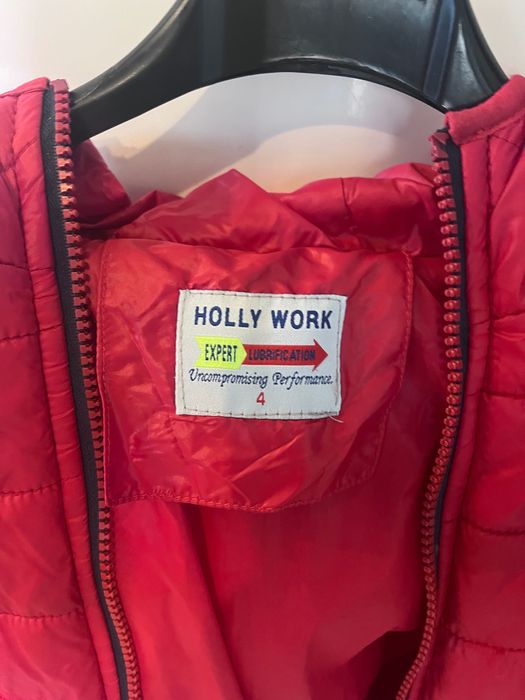 HOLLY WORK
EXPERT LUBRIFICATION
Uncompromising Performance.
4